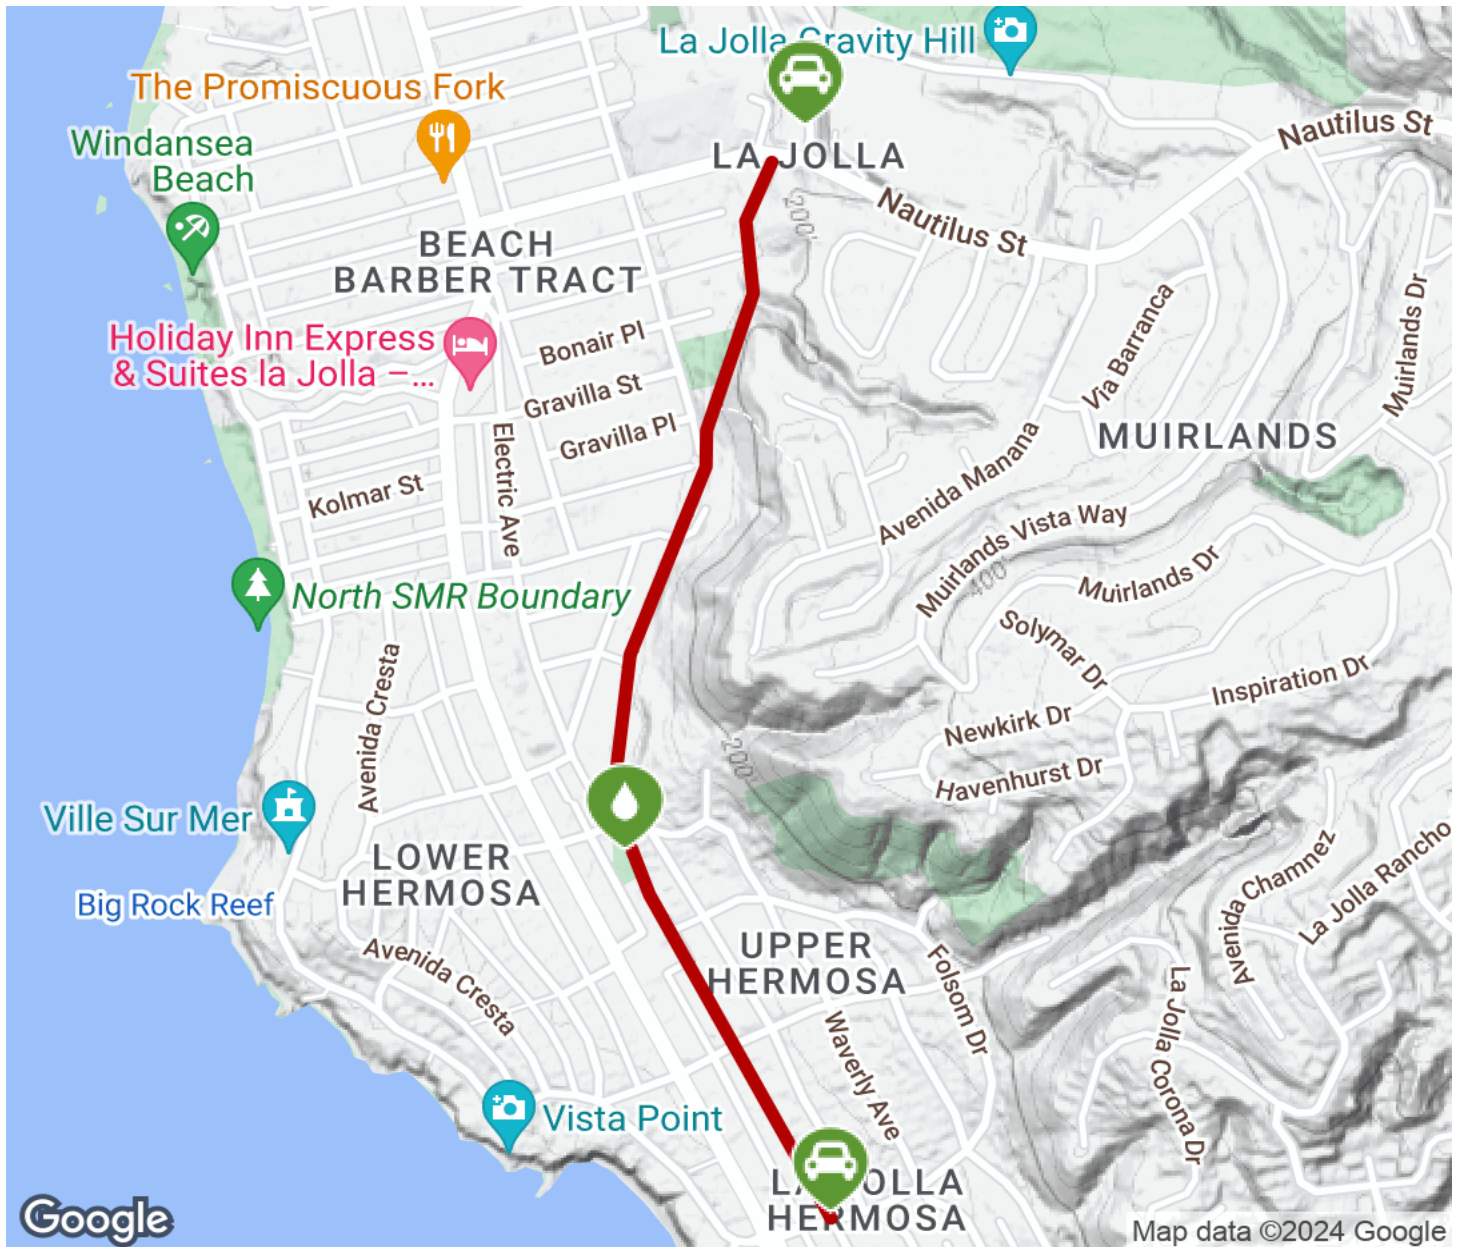 La Jolla Gravity Hill
The Promiscuous Fork
Nautilus St
Windansea
Beach
LA JOLLA
Nautilus St
200'
BEACH
BARBER TRACT
Muirlands Dr
Via Barranca
Holiday Inn Express
& Suites la Jolla –...
Bonair Pl
Gravilla St
Gravilla Pl
MUIRLANDS
Electric Ave
Kolmar St
Avenida Manana
Muirlands Vista Way
400'
Muirlands Dr
North SMR Boundary
Solymar Dr
Inspiration Dr
Avenida Cresta
Newkirk Dr
200'
Havenhurst Dr
Ville Sur Mer
LOWER
HERMOSA
Avenida Chamnez
La Jolla Rancho
Big Rock Reef
UPPER
HERMOSA
Avenida Cresta
Folsom Dr
La Jolla Corona Dr
Waverly Ave
Vista Point
LA JOLLA
HERMOSA
Google
Map data ©2024 Google